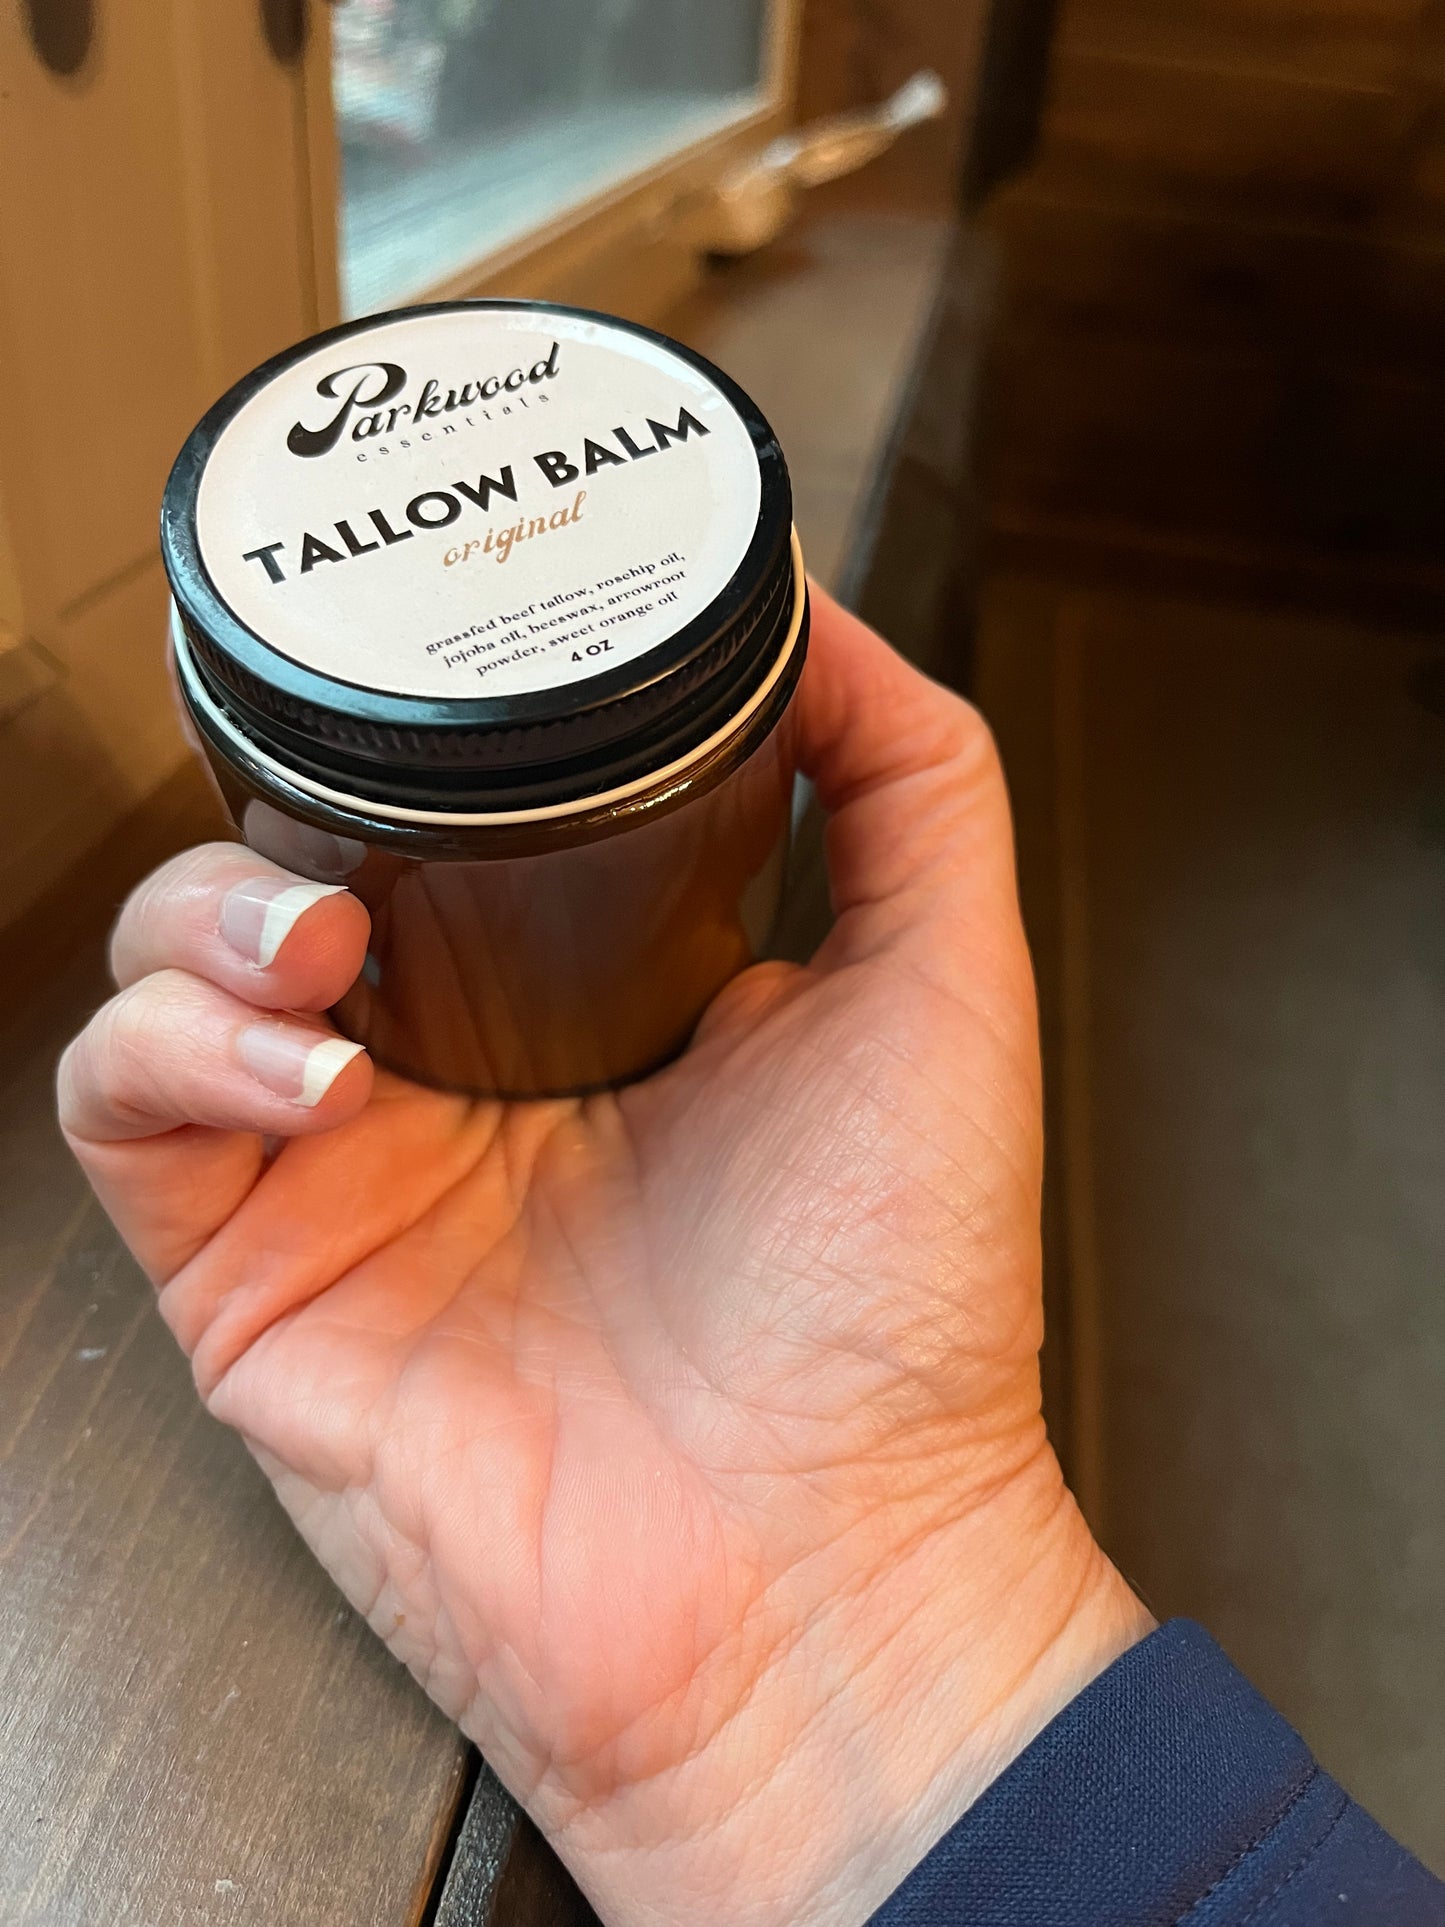 Parkwood
essentials
TALLOW BALM
original
grassfed beef tallow, rosehip oil,
jojoba oil, beeswax, arrowroot
powder, sweet orange oil
4 OZ